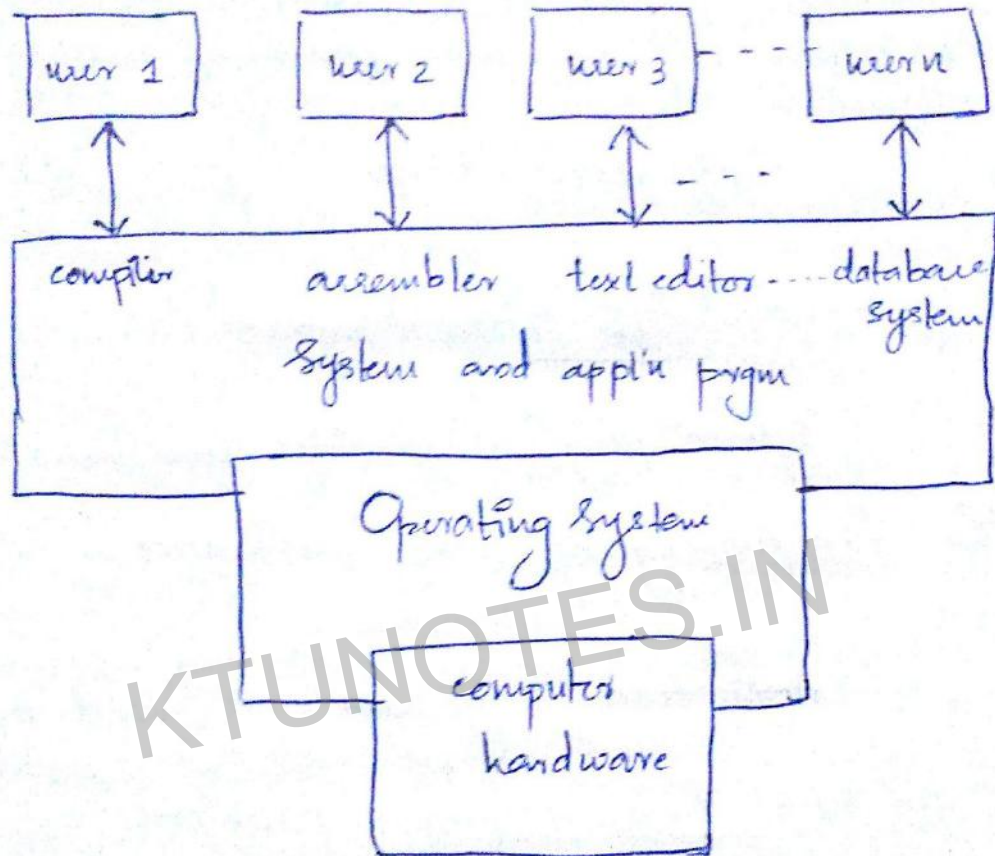 user 1 user 2 user 3 - - - - user n
- - -
compiler assembler text editor ---- database
system
System and appl'n prgm
Operating System
computer
hardware
KTUNOTES.IN